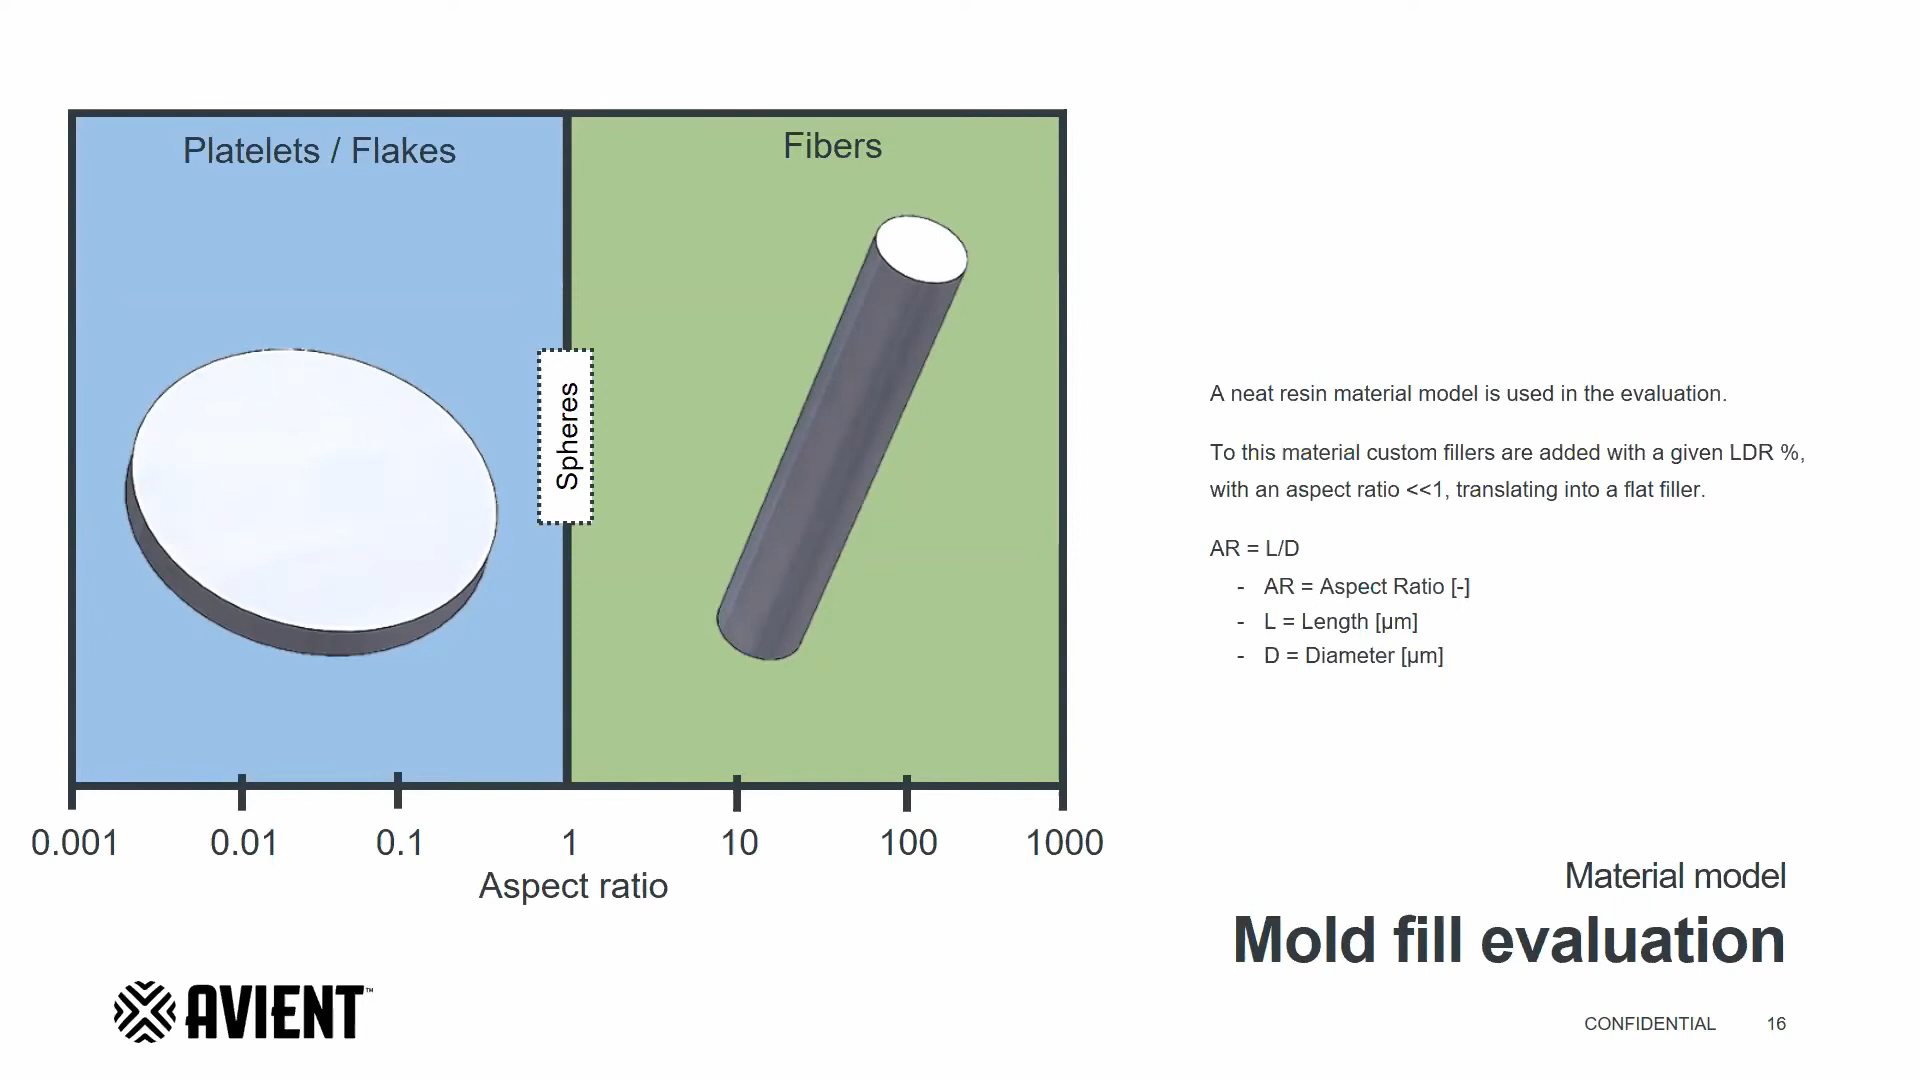 Platelets / Flakes
Fibers
Spheres
0.001 0.01 0.1 1 10 100 1000
Aspect ratio
A neat resin material model is used in the evaluation.
To this material custom fillers are added with a given LDR %,
with an aspect ratio <<1, translating into a flat filler.
AR = L/D
- AR = Aspect Ratio [-]
- L = Length [µm]
- D = Diameter [µm]
Material model
Mold fill evaluation
AVIENT™
CONFIDENTIAL 16